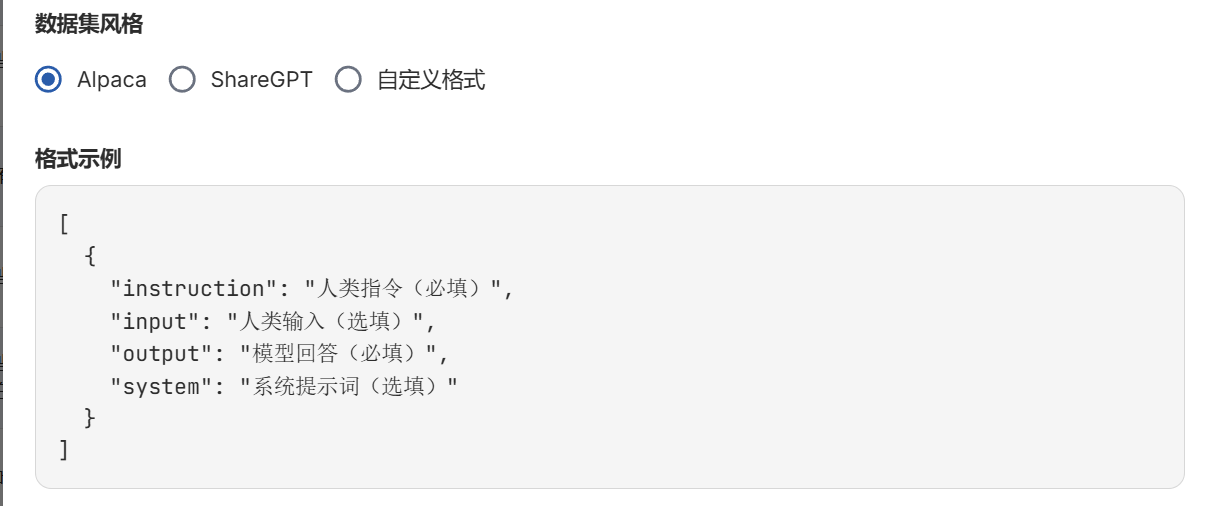 数据集风格
Alpaca ShareGPT 自定义格式
格式示例
[
  {
    "instruction": "人类指令（必填）",
    "input": "人类输入（选填）",
    "output": "模型回答（必填）",
    "system": "系统提示词（选填）"
  }
]